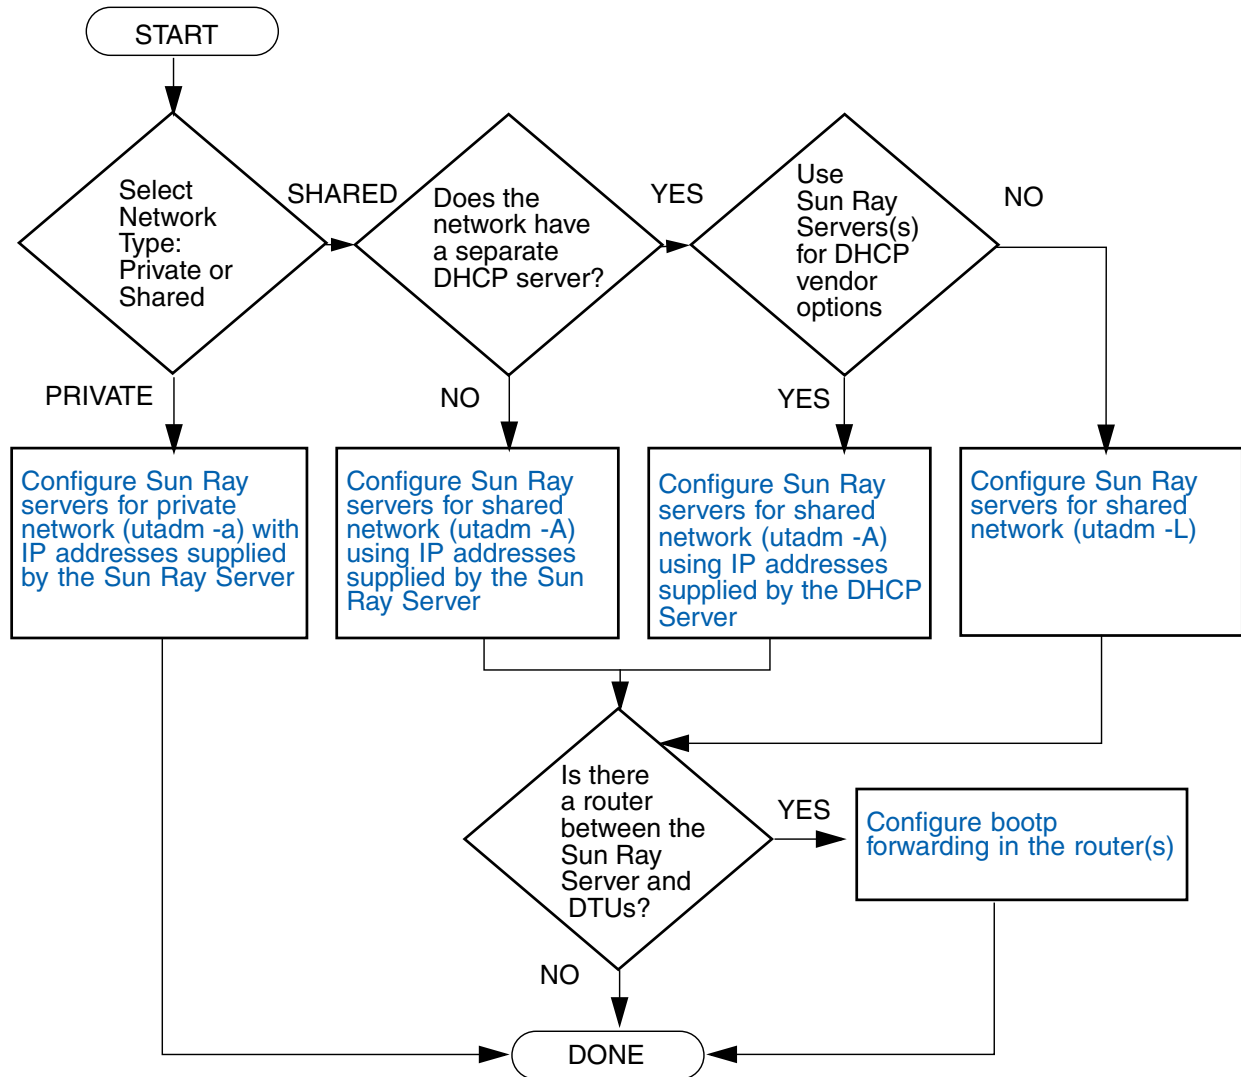 START
Select
Network
Type:
Private or
Shared
SHARED
Does the
network have
a separate
DHCP server?
YES
Use
Sun Ray
Servers(s)
for DHCP
vendor
options
NO
PRIVATE
NO
YES
Configure Sun Ray
servers for private
network (utadm -a) with
IP addresses supplied
by the Sun Ray Server
Configure Sun Ray
servers for shared
network (utadm -A)
using IP addresses
supplied by the Sun
Ray Server
Configure Sun Ray
servers for shared
network (utadm -A)
using IP addresses
supplied by the DHCP
Server
Configure Sun Ray
servers for shared
network (utadm -L)
Is there
a router
between the
Sun Ray
Server and
DTUs?
YES
Configure bootp
forwarding in the router(s)
NO
DONE